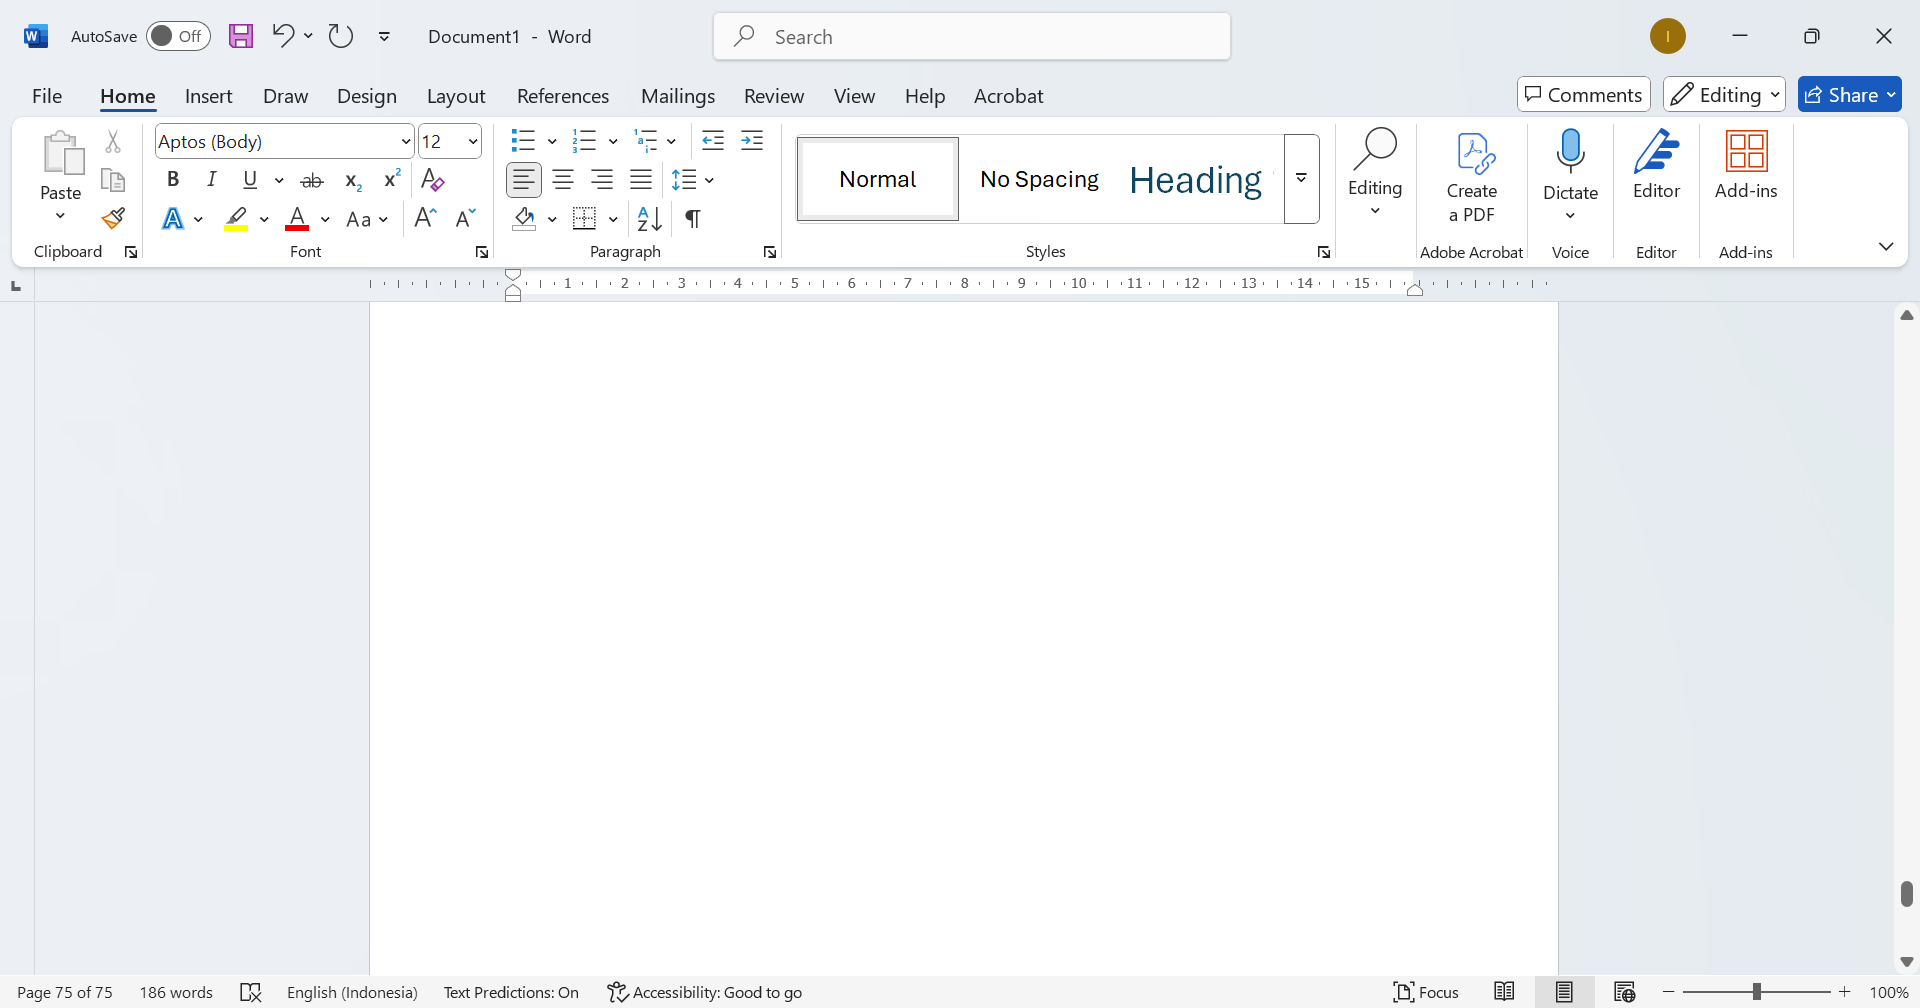 W AutoSave Off Document1 - Word Search I
File Home Insert Draw Design Layout References Mailings Review View Help Acrobat Comments Editing Share
Paste
Clipboard
Aptos (Body) 12
B I U ab x₂ x² A
A A Aa A A
Font
Paragraph
Normal No Spacing Heading
Styles
Editing
Create
a PDF
Adobe Acrobat
Dictate
Voice
Editor
Editor
Add-ins
Add-ins
1 2 3 4 5 6 7 8 9 10 11 12 13 14 15
Page 75 of 75 186 words English (Indonesia) Text Predictions: On Accessibility: Good to go Focus 100%